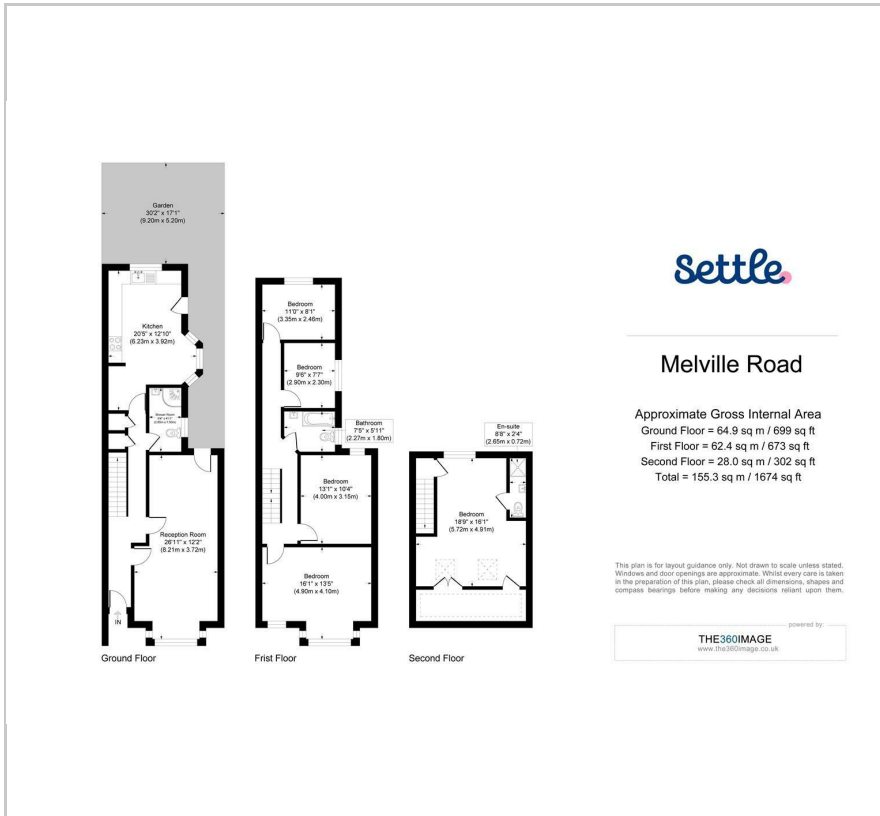 Garden
30'2" x 17'1"
(9.20m x 5.20m)
Kitchen
20'5" x 12'10"
(6.23m x 3.92m)
Shower Room
Reception Room
26'11" x 12'2"
(8.21m x 3.72m)
IN
Ground Floor
Bedroom
11'0" x 8'1"
(3.35m x 2.46m)
Bedroom
9'6" x 7'7"
(2.90m x 2.30m)
Bathroom
7'5" x 5'11"
(2.27m x 1.80m)
Bedroom
13'1" x 10'4"
(4.00m x 3.15m)
Bedroom
16'1" x 13'5"
(4.90m x 4.10m)
Frist Floor
En-suite
8'8" x 2'4"
(2.65m x 0.72m)
Bedroom
18'9" x 16'1"
(5.72m x 4.91m)
Second Floor
settle
Melville Road
Approximate Gross Internal Area
Ground Floor = 64.9 sq m / 699 sq ft
First Floor = 62.4 sq m / 673 sq ft
Second Floor = 28.0 sq m / 302 sq ft
Total = 155.3 sq m / 1674 sq ft
This plan is for layout guidance only. Not drawn to scale unless stated.
Windows and door openings are approximate. Whilst every care is taken
in the preparation of this plan, please check all dimensions, shapes and
compass bearings before making any decisions reliant upon them.
powered by:
THE360IMAGE
www.the360image.co.uk